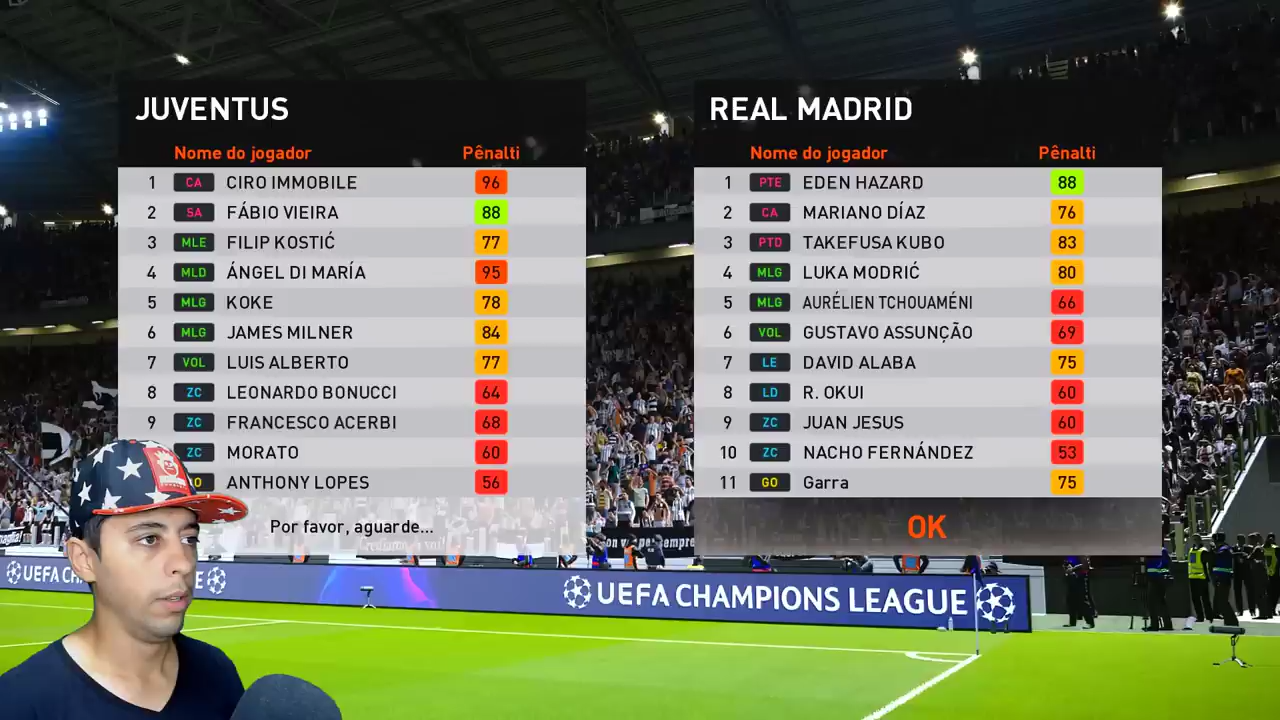 JUVENTUS
Nome do jogador Pênalti
1 CA CIRO IMMOBILE 96
2 SA FÁBIO VIEIRA 88
3 MLE FILIP KOSTIĆ 77
4 MLD ÁNGEL DI MARÍA 95
5 MLG KOKE 78
6 MLG JAMES MILNER 84
7 VOL LUIS ALBERTO 77
8 ZC LEONARDO BONUCCI 64
9 ZC FRANCESCO ACERBI 68
ZC MORATO 60
ANTHONY LOPES 56
Por favor, aguarde...
REAL MADRID
Nome do jogador Pênalti
1 PTE EDEN HAZARD 88
2 CA MARIANO DÍAZ 76
3 PTD TAKEFUSA KUBO 83
4 MLG LUKA MODRIĆ 80
5 MLG AURÉLIEN TCHOUAMÉNI 66
6 VOL GUSTAVO ASSUNÇÃO 69
7 LE DAVID ALABA 75
8 LD R. OKUI 60
9 ZC JUAN JESUS 60
10 ZC NACHO FERNÁNDEZ 53
11 GO Garra 75
OK
UEFA CHAMPIONS LEAGUE